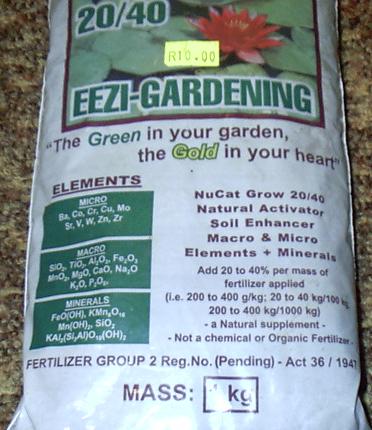 20/40
R10.00
EEZI-GARDENING
"The Green in your garden,
the Gold in your heart"
ELEMENTS
MICRO
Ba, Co, Cr, Cu, Mo
Sr, V, W, Zn, Zr
MACRO
SiO₂, TiO₂, Al₂O₃, Fe₂O₃
MnO₂, MgO, CaO, Na₂O
K₂O, P₂O₅,
MINERALS
FeO(OH), KMn₈O₁₆
Mn(OH)₂, SiO₂
KAl₂(Si₃Al)O₁₀(OH)₂
NuCat Grow 20/40
Natural Activator
Soil Enhancer
Macro & Micro
Elements + Minerals
Add 20 to 40% per mass of
fertilizer applied
(i.e. 200 to 400 g/kg; 20 to 40 kg/100 kg
200 to 400 kg/1000 kg)
- a Natural supplement -
- Not a chemical or Organic Fertilizer -
FERTILIZER GROUP 2 Reg.No.(Pending) - Act 36 / 1947
MASS: 1 kg